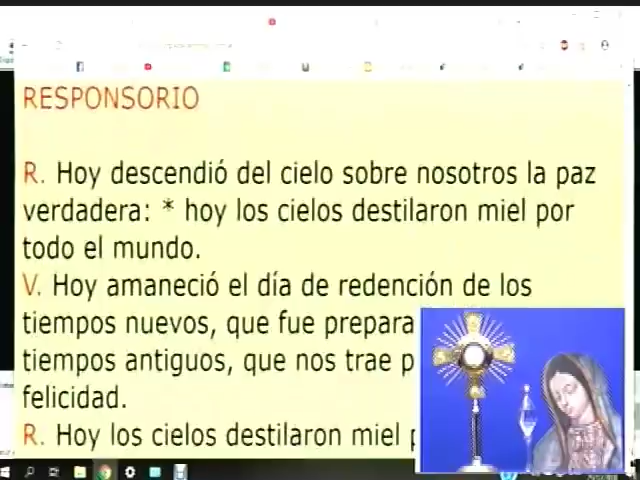 RESPONSORIO
R. Hoy descendió del cielo sobre nosotros la paz
verdadera: * hoy los cielos destilaron miel por
todo el mundo.
V. Hoy amaneció el día de redención de los
tiempos nuevos, que fue prepara
tiempos antiguos, que nos trae p
felicidad.
R. Hoy los cielos destilaron miel p